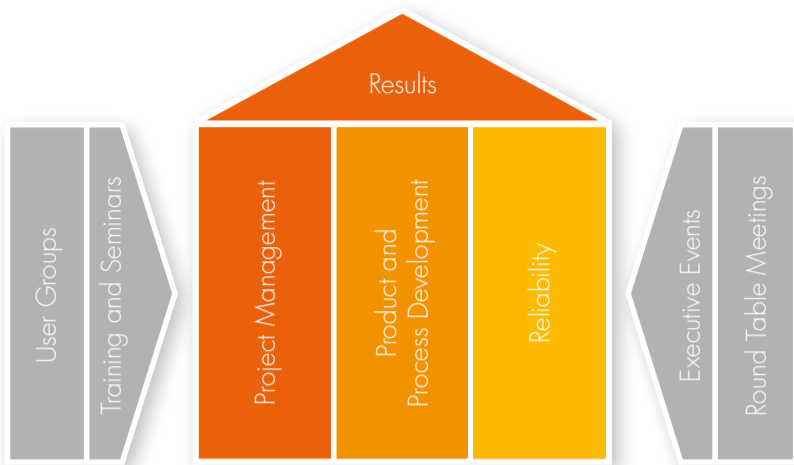 Results
User Groups
Training and Seminars
Project Management
Product and
Process Development
Reliability
Executive Events
Round Table Meetings